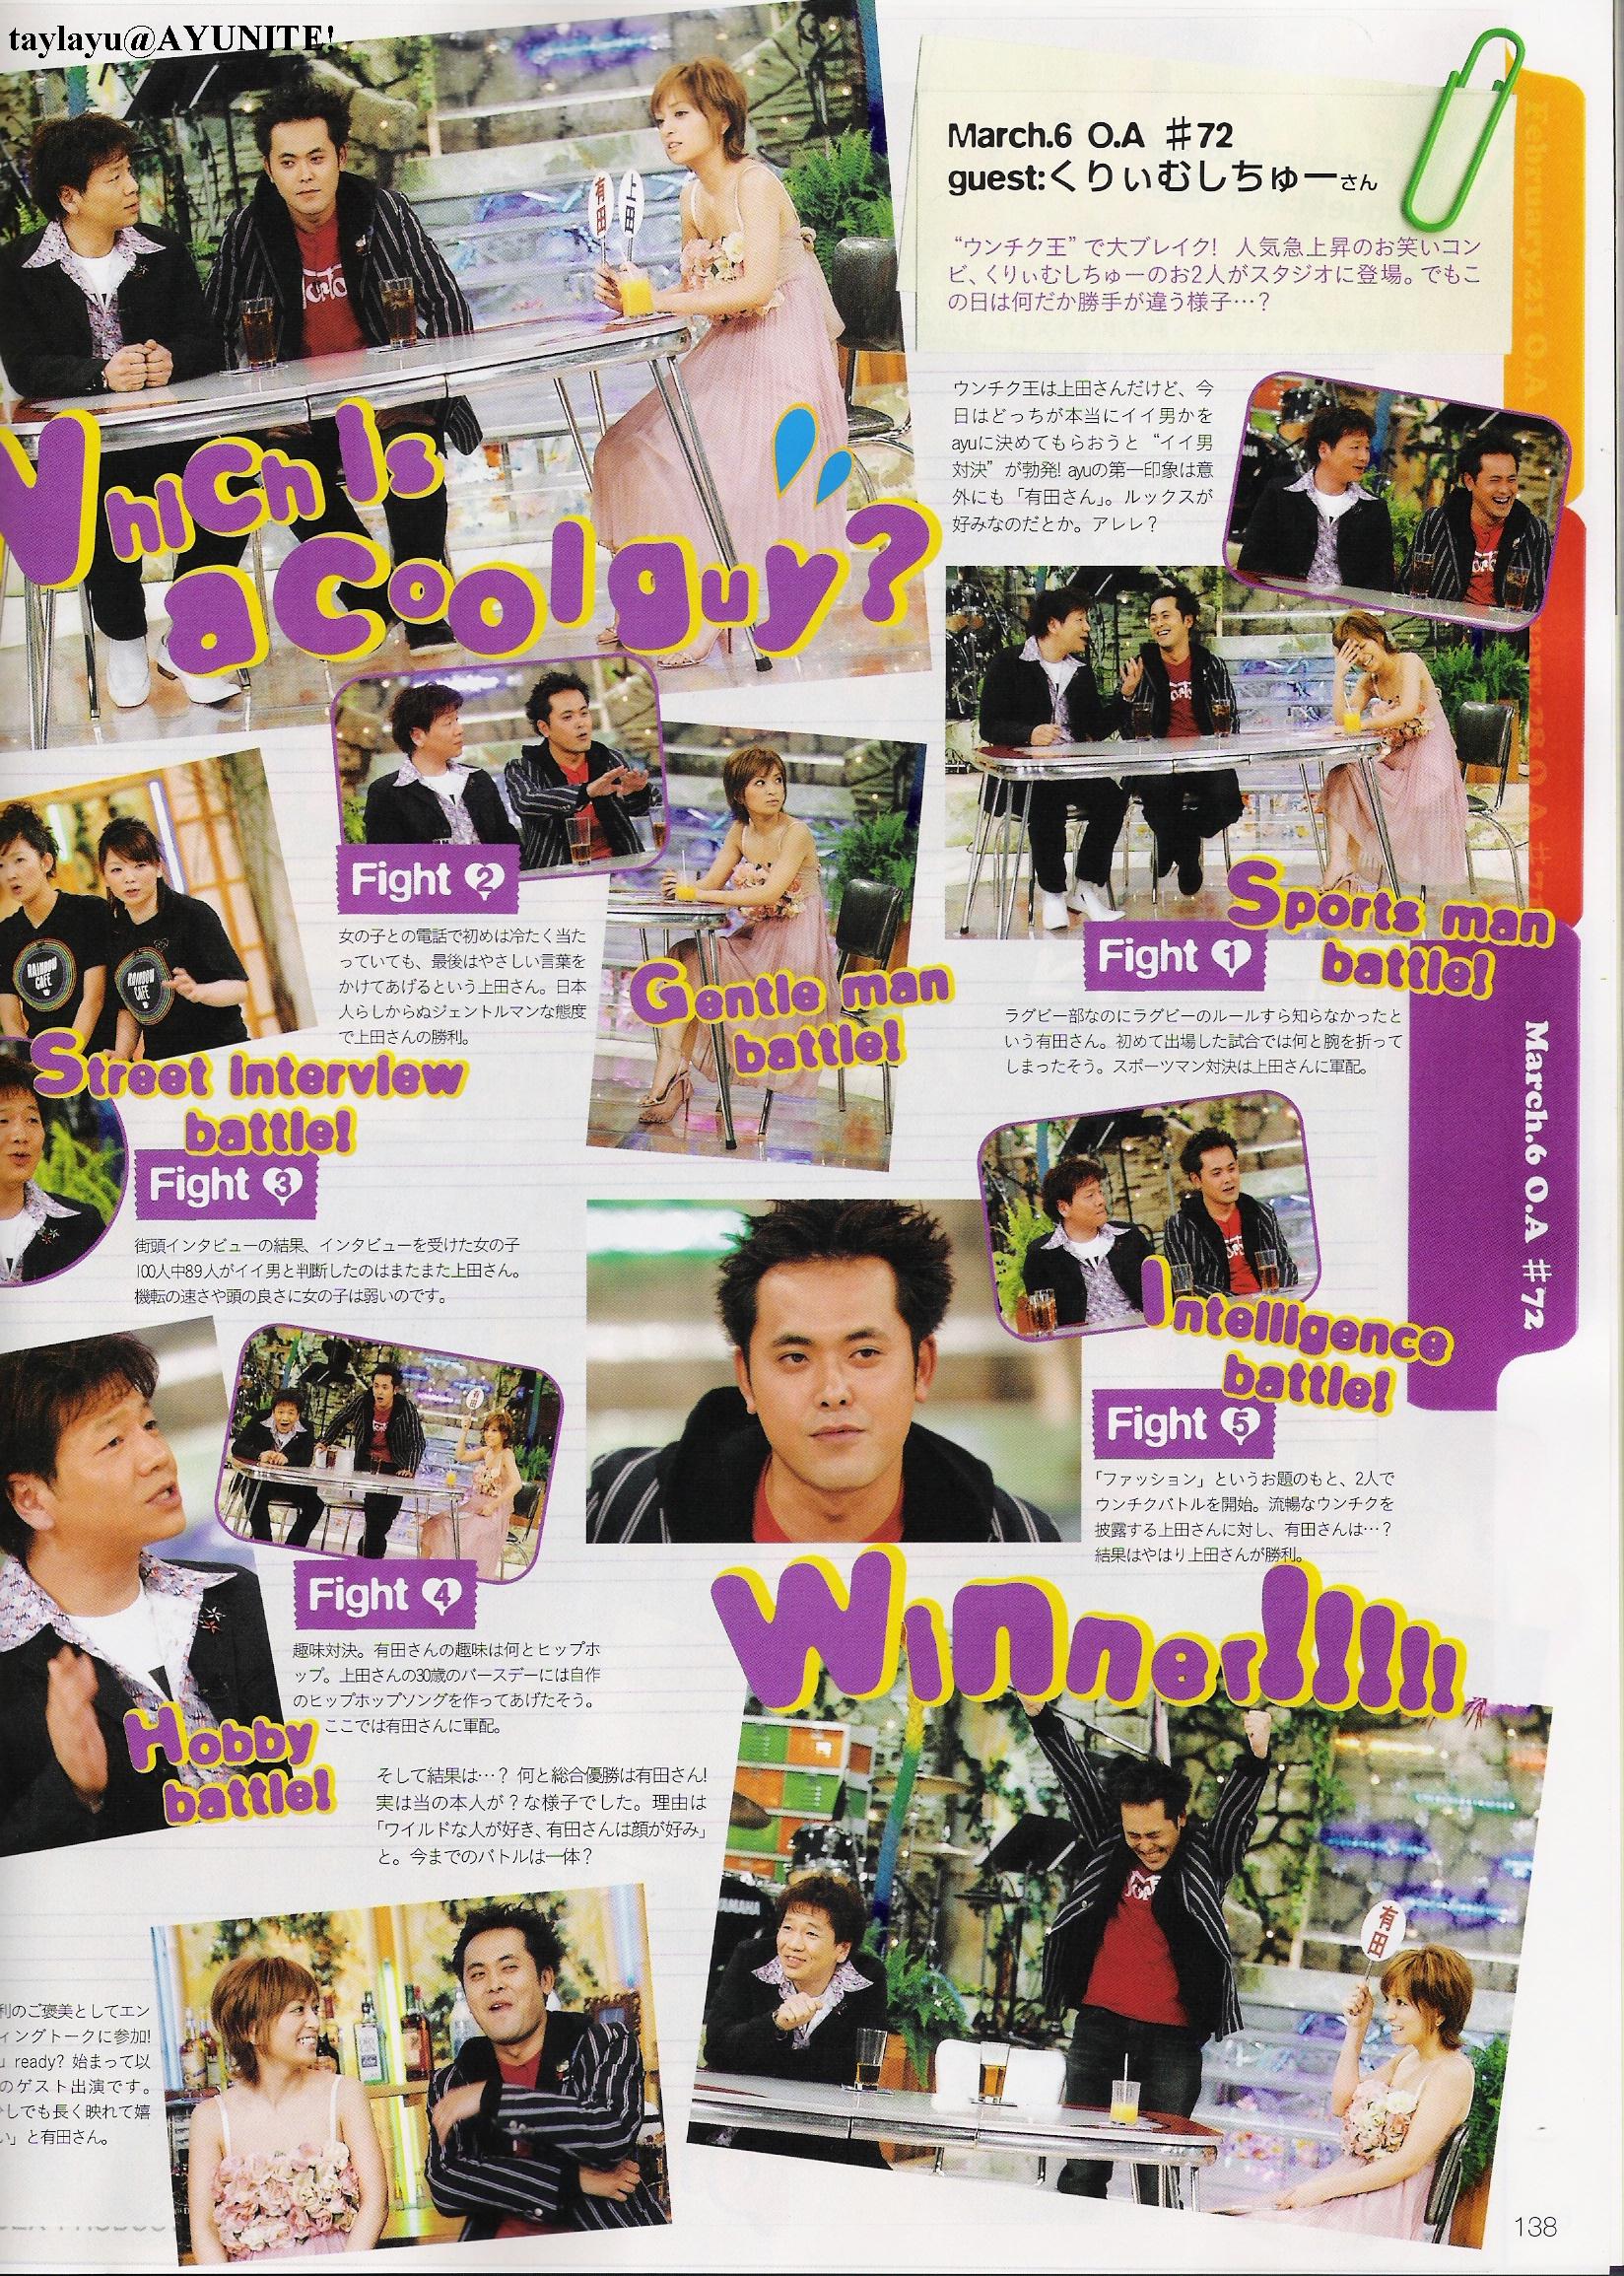 taylayu@AYUNITE!
March.6 O.A #72
guest:くりぃむしちゅーさん
“ウンチク王”で大ブレイク! 人気急上昇のお笑いコン
ビ、くりぃむしちゅーのお2人がスタジオに登場。でもこ
の日は何だか勝手が違う様子…?
有田
上田
Which Is
a Cool guy?
ウンチク王は上田さんだけど、今
日はどっちが本当にイイ男かを
ayuに決めてもらおうと“イイ男
対決”が勃発! ayuの第一印象は意
外にも「有田さん」。ルックスが
好みなのだとか。アレレ?
Sports man
battle!
Fight 1
ラグビー部なのにラグビーのルールすら知らなかったと
いう有田さん。初めて出場した試合では何と腕を折って
しまったそう。スポーツマン対決は上田さんに軍配。
Fight 2
Gentle man
battle!
女の子との電話で初めは冷たく当た
っていても、最後はやさしい言葉を
かけてあげるという上田さん。日本
人らしからぬジェントルマンな態度
で上田さんの勝利。
RAINBOW
CAFE
RAINBOW
CAFE
Street interview
battle!
Fight 3
街頭インタビューの結果、インタビューを受けた女の子
100人中89人がイイ男と判断したのはまたまた上田さん。
機転の速さや頭の良さに女の子は弱いのです。
有田
Fight 4
Hobby
battle!
趣味対決。有田さんの趣味は何とヒップホ
ップ。上田さんの30歳のバースデーには自作
のヒップホップソングを作ってあげたそう。
ここでは有田さんに軍配。
Intelligence
battle!
Fight 5
「ファッション」というお題のもと、2人で
ウンチクバトルを開始。流暢なウンチクを
披露する上田さんに対し、有田さんは…?
結果はやはり上田さんが勝利。
Winner!!!!!!
そして結果は…? 何と総合優勝は有田さん!
実は当の本人が?な様子でした。理由は
「ワイルドな人が好き、有田さんは顔が好み」
と。今までのバトルは一体?
YAMAHA
有田
利のご褒美としてエン
ィングトークに参加!
」ready? 始まって以
のゲスト出演です。
少しでも長く映れて嬉
い」と有田さん。
March.6 O.A #72
138